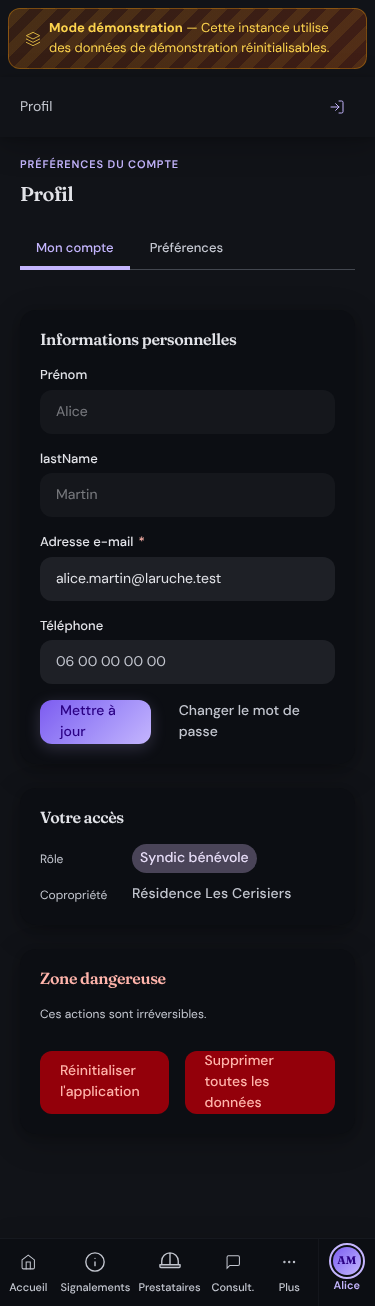 Mode démonstration — Cette instance utilise
des données de démonstration réinitialisables.
Profil
PRÉFÉRENCES DU COMPTE
Profil
Mon compte Préférences
Informations personnelles
Prénom
Alice
lastName
Martin
Adresse e-mail *
alice.martin@laruche.test
Téléphone
06 00 00 00 00
Mettre à
jour
Changer le mot de
passe
Votre accès
Rôle Syndic bénévole
Copropriété Résidence Les Cerisiers
Zone dangereuse
Ces actions sont irréversibles.
Réinitialiser
l'application
Supprimer
toutes les
données
AM
Accueil Signalements Prestataires Consult. Plus Alice